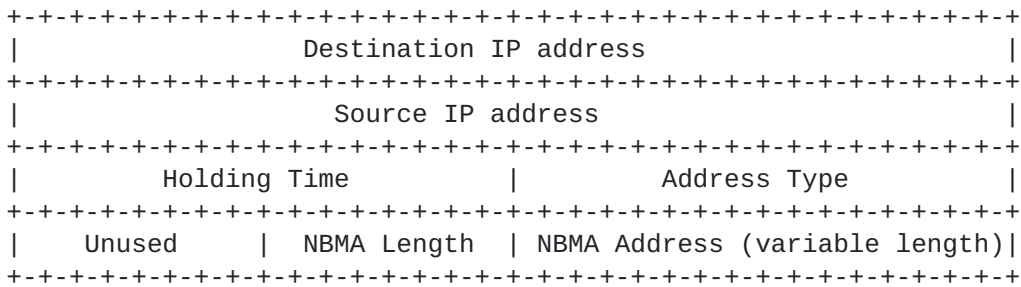 +-+-+-+-+-+-+-+-+-+-+-+-+-+-+-+-+-+-+-+-+-+-+-+-+-+-+-+-+-+-+-+-+
|                  Destination IP address                       |
+-+-+-+-+-+-+-+-+-+-+-+-+-+-+-+-+-+-+-+-+-+-+-+-+-+-+-+-+-+-+-+-+
|                    Source IP address                          |
+-+-+-+-+-+-+-+-+-+-+-+-+-+-+-+-+-+-+-+-+-+-+-+-+-+-+-+-+-+-+-+-+
|         Holding Time          |         Address Type          |
+-+-+-+-+-+-+-+-+-+-+-+-+-+-+-+-+-+-+-+-+-+-+-+-+-+-+-+-+-+-+-+-+
|    Unused     |  NBMA Length  | NBMA Address (variable length)|
+-+-+-+-+-+-+-+-+-+-+-+-+-+-+-+-+-+-+-+-+-+-+-+-+-+-+-+-+-+-+-+-+